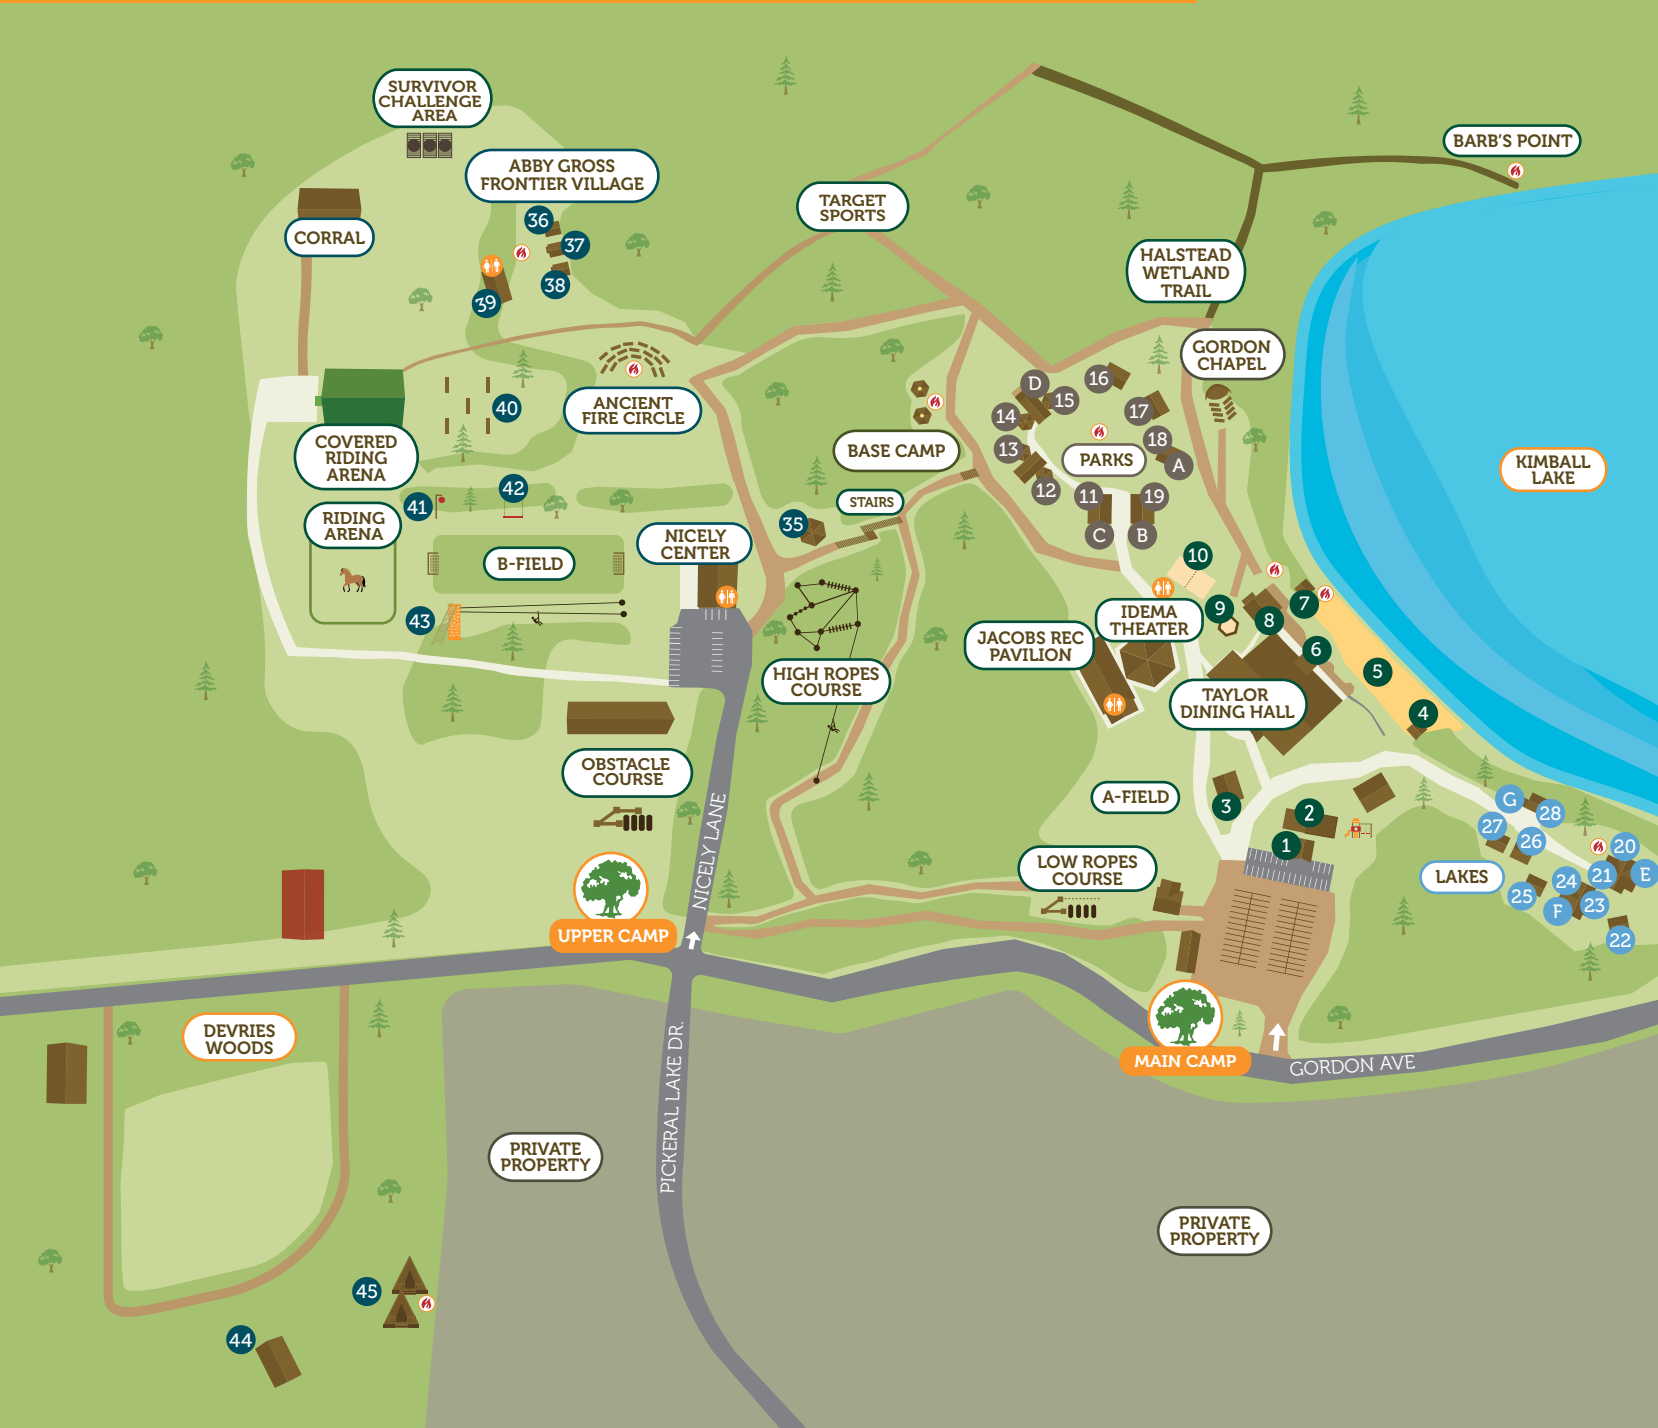 SURVIVOR
CHALLENGE
AREA
ABBY GROSS
FRONTIER VILLAGE
BARB'S POINT
TARGET
SPORTS
CORRAL
36
37
38
39
HALSTEAD
WETLAND
TRAIL
GORDON
CHAPEL
ANCIENT
FIRE CIRCLE
40
COVERED
RIDING
ARENA
BASE CAMP
D
15
16
14
17
13
18
A
PARKS
12
11
19
C
B
KIMBALL
LAKE
41
42
STAIRS
RIDING
ARENA
NICELY
CENTER
35
B-FIELD
43
10
9
8
7
6
5
4
IDEMA
THEATER
JACOBS REC
PAVILION
HIGH ROPES
COURSE
TAYLOR
DINING HALL
OBSTACLE
COURSE
A-FIELD
3
2
1
G
28
27
26
20
LAKES
24
21
E
25
F
23
22
LOW ROPES
COURSE
NICELY LANE
UPPER CAMP
MAIN CAMP
GORDON AVE
DEVRIES
WOODS
PICKERAL LAKE DR.
PRIVATE
PROPERTY
PRIVATE
PROPERTY
45
44